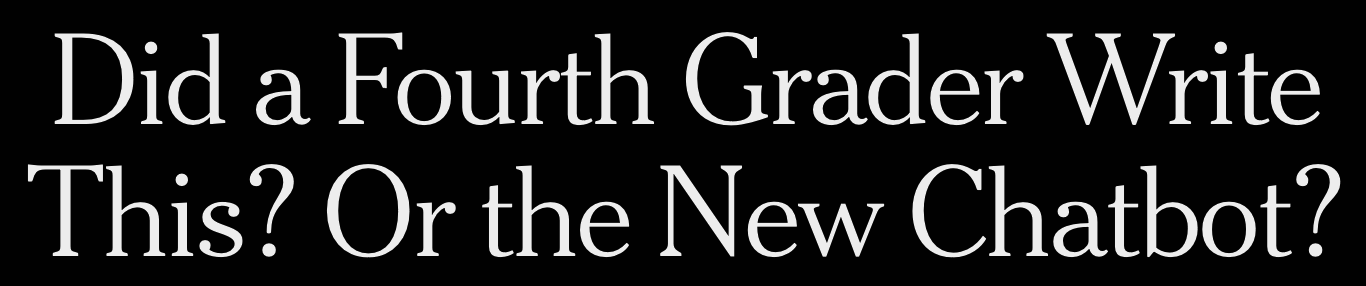 Did a Fourth Grader Write
This? Or the New Chatbot?